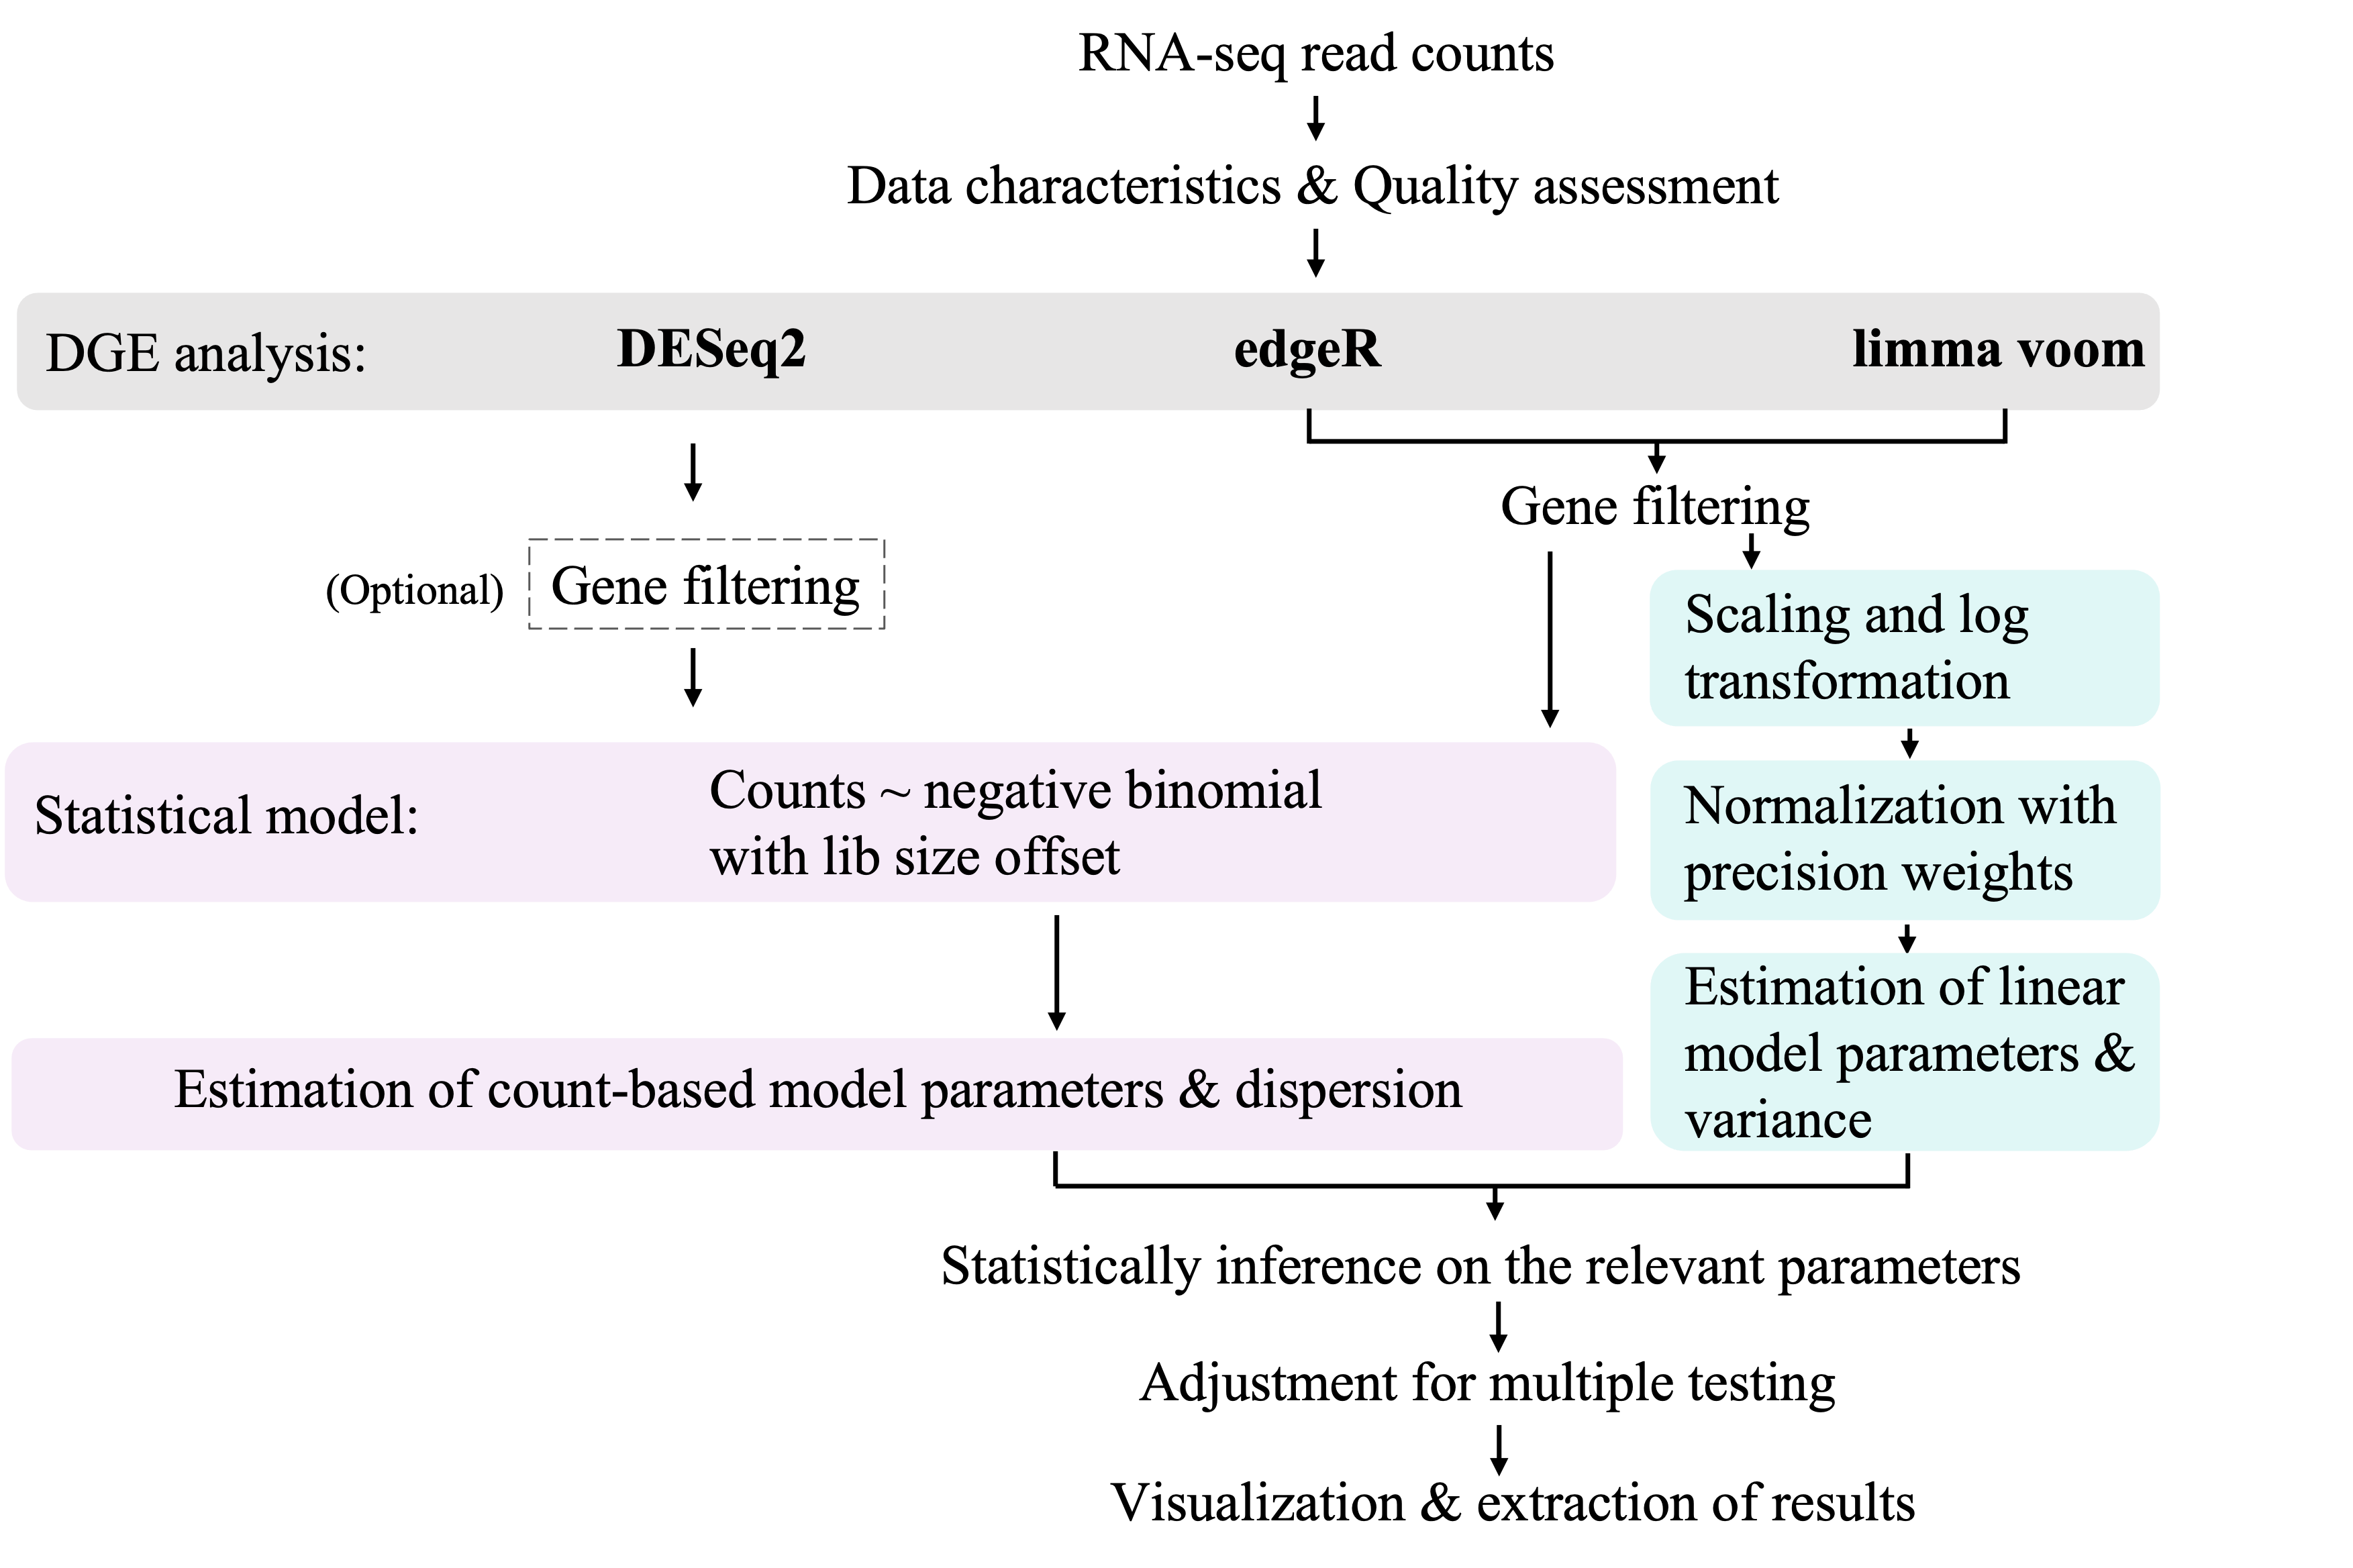 RNA-seq read counts
Data characteristics & Quality assessment
DGE analysis: DESeq2 edgeR limma voom
Gene filtering
(Optional) Gene filtering
Scaling and log
transformation
Statistical model:
Counts ~ negative binomial
with lib size offset
Normalization with
precision weights
Estimation of count-based model parameters & dispersion
Estimation of linear
model parameters &
variance
Statistically inference on the relevant parameters
Adjustment for multiple testing
Visualization & extraction of results